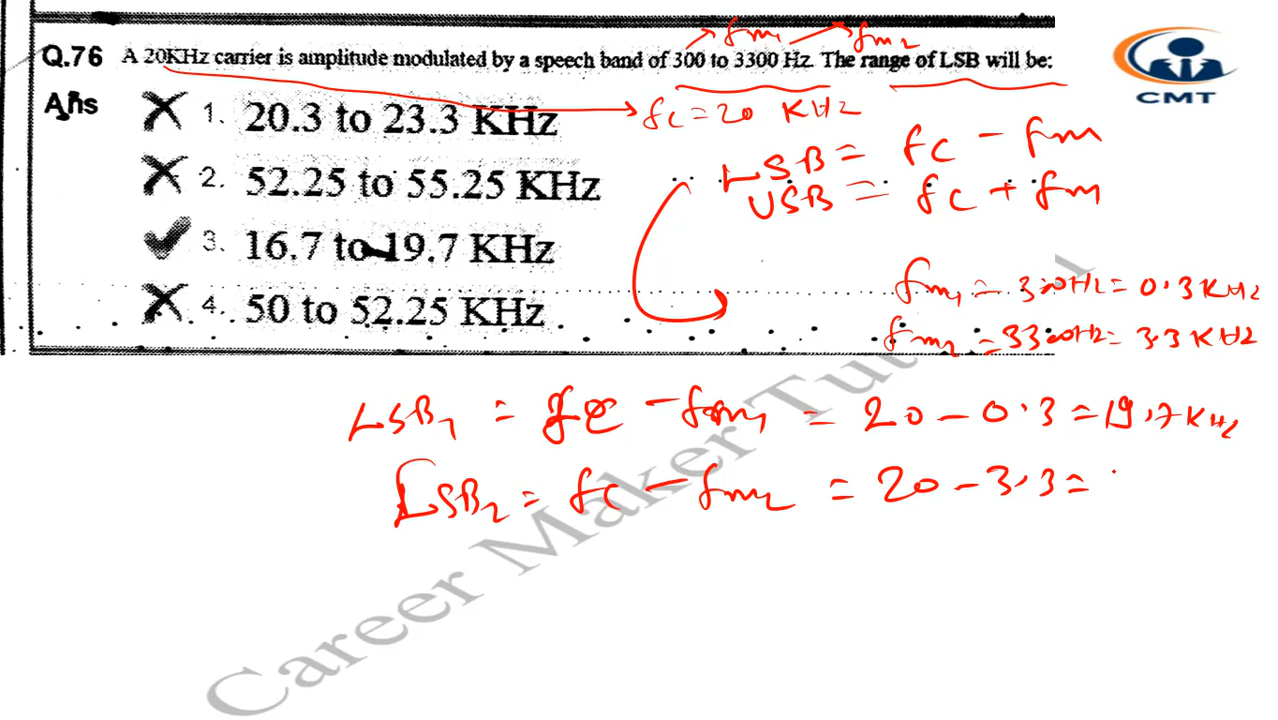 fm1 fm2
Q.76 A 20KHz carrier is amplitude modulated by a speech band of 300 to 3300 Hz. The range of LSB will be:
CMT
Ans 1. 20.3 to 23.3 KHz
fc = 20 KHz
2. 52.25 to 55.25 KHz
LSB = fc - fm
USB = fc + fm
3. 16.7 to 19.7 KHz
fm1 = 300Hz = 0.3 KHz
4. 50 to 52.25 KHz
fm2 = 3300Hz = 3.3 KHz
LSB1 = fc - fm1 = 20 - 0.3 = 19.7 KHz
LSB2 = fc - fm2 = 20 - 3.3 =
Career Maker Tutorial